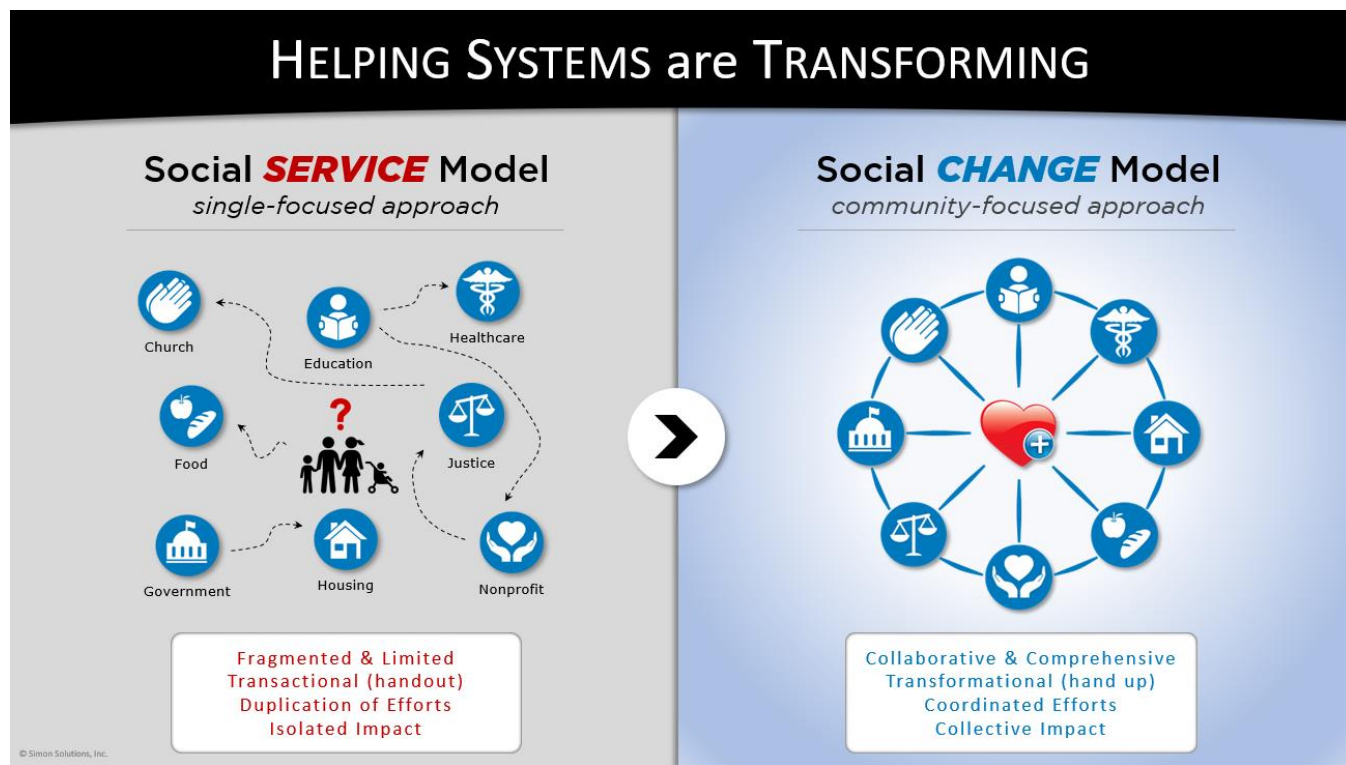 HELPING SYSTEMS are TRANSFORMING
Social SERVICE Model
single-focused approach
Church
Education
Healthcare
Food
?
Justice
Government
Housing
Nonprofit
Fragmented & Limited
Transactional (handout)
Duplication of Efforts
Isolated Impact
© Simon Solutions, Inc.
Social CHANGE Model
community-focused approach
Collaborative & Comprehensive
Transformational (hand up)
Coordinated Efforts
Collective Impact